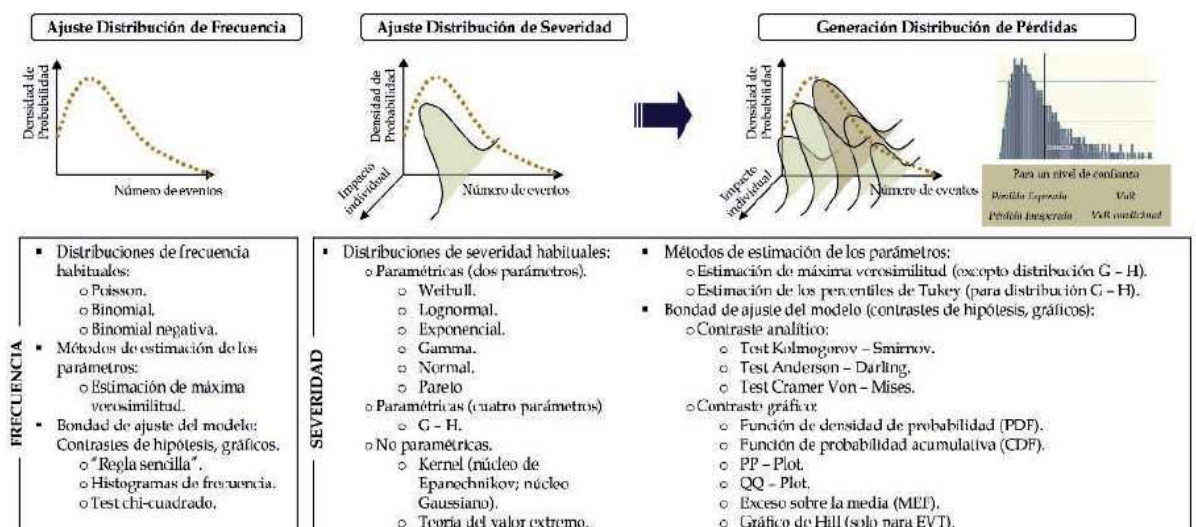 Ajuste Distribución de Frecuencia
Ajuste Distribución de Severidad
Generación Distribución de Pérdidas
Densidad de
Probabilidad
Número de eventos
Densidad de
Probabilidad
Impacto
individual
Número de eventos
Densidad de
Probabilidad
Impacto
individual
Número de eventos
Para un nivel de confianza
Pérdida Esperada VaR
Pérdida Inesperada VaR condicional
FRECUENCIA
▪ Distribuciones de frecuencia
habituales:
o Poisson.
o Binomial.
o Binomial negativa.
▪ Métodos de estimación de los
parámetros:
o Estimación de máxima
verosimilitud.
▪ Bondad de ajuste del modelo:
Contrastes de hipótesis, gráficos.
o "Regla sencilla".
o Histogramas de frecuencia.
o Test chi-cuadrado.
SEVERIDAD
▪ Distribuciones de severidad habituales:
o Paramétricas (dos parámetros).
o Weibull.
o Lognormal.
o Exponencial.
o Gamma.
o Normal.
o Pareto
o Paramétricas (cuatro parámetros)
o G – H.
o No paramétricas.
o Kernel (núcleo de
Epanechnikov; núcleo
Gaussiano).
o Teoría del valor extremo.
▪ Métodos de estimación de los parámetros:
o Estimación de máxima verosimilitud (excepto distribución G – H).
o Estimación de los percentiles de Tukey (para distribución G – H).
▪ Bondad de ajuste del modelo (contrastes de hipótesis, gráficos):
o Contraste analítico:
o Test Kolmogorov – Smirnov.
o Test Anderson – Darling.
o Test Cramer Von – Mises.
o Contraste gráfico:
o Función de densidad de probabilidad (PDF).
o Función de probabilidad acumulativa (CDF).
o PP – Plot.
o QQ – Plot.
o Exceso sobre la media (MEF).
o Gráfico de Hill (solo para EVT).